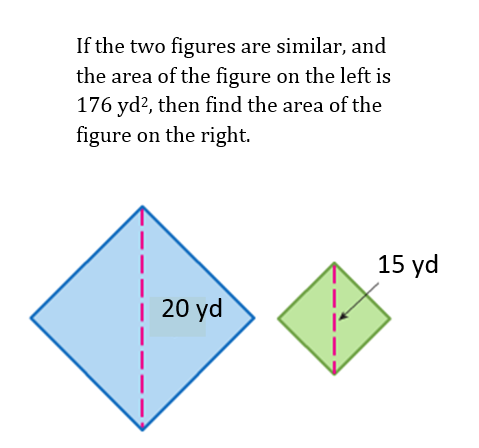 If the two figures are similar, and
the area of the figure on the left is
176 yd², then find the area of the
figure on the right.
15 yd
20 yd